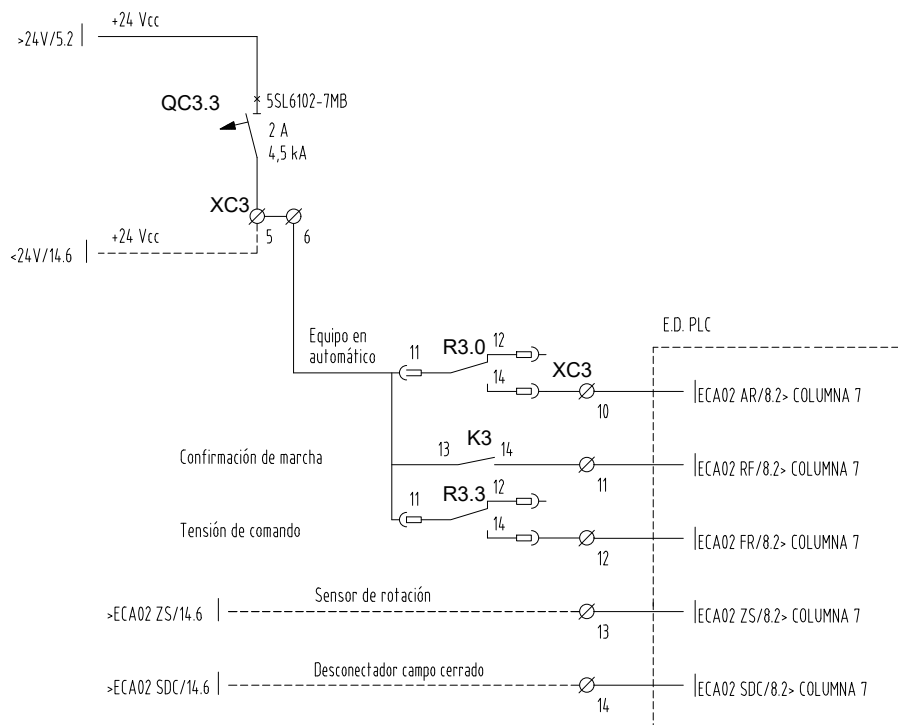 +24 Vcc
>24V/5.2
5SL6102-7MB
QC3.3
2 A
4,5 kA
XC3
5
6
+24 Vcc
<24V/14.6
E.D. PLC
Equipo en
automático
11
R3.0
12
14
XC3
10
ECA02 AR/8.2> COLUMNA 7
Confirmación de marcha
13
K3
14
11
ECA02 RF/8.2> COLUMNA 7
Tensión de comando
11
R3.3
12
14
12
ECA02 FR/8.2> COLUMNA 7
>ECA02 ZS/14.6
Sensor de rotación
13
ECA02 ZS/8.2> COLUMNA 7
>ECA02 SDC/14.6
Desconectador campo cerrado
14
ECA02 SDC/8.2> COLUMNA 7